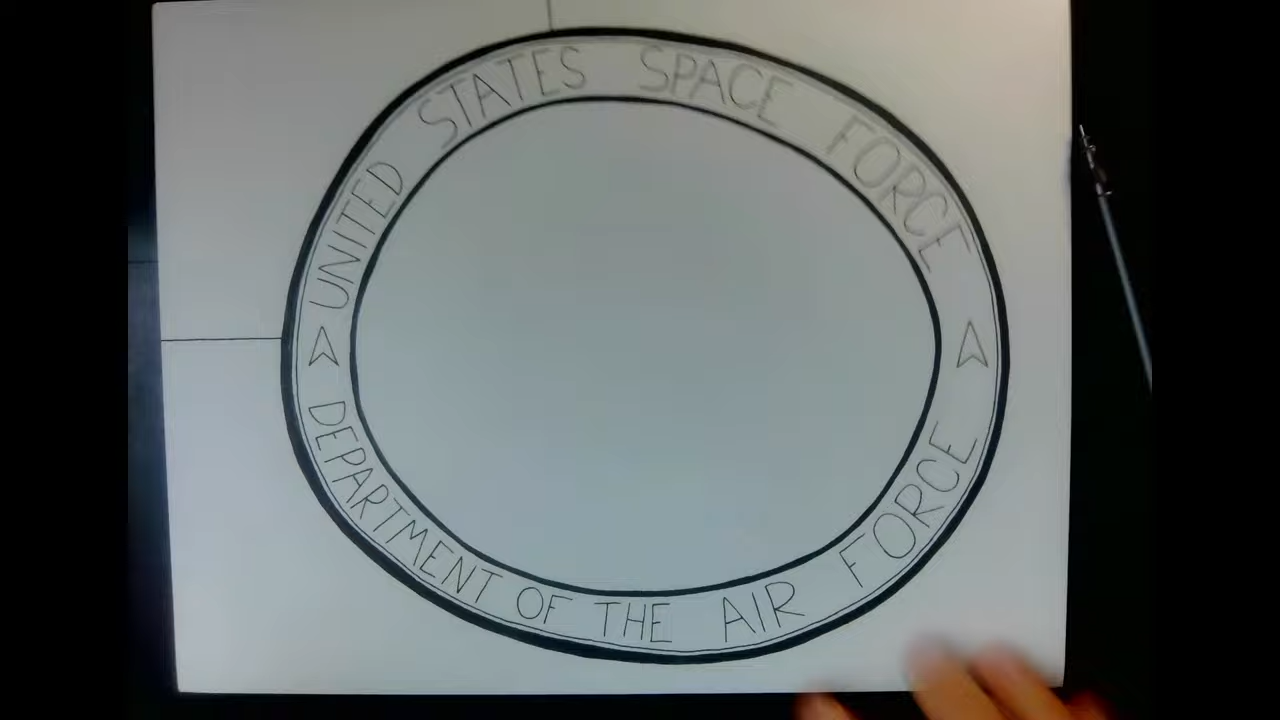 UNITED STATES SPACE FORCE
DEPARTMENT OF THE AIR FORCE